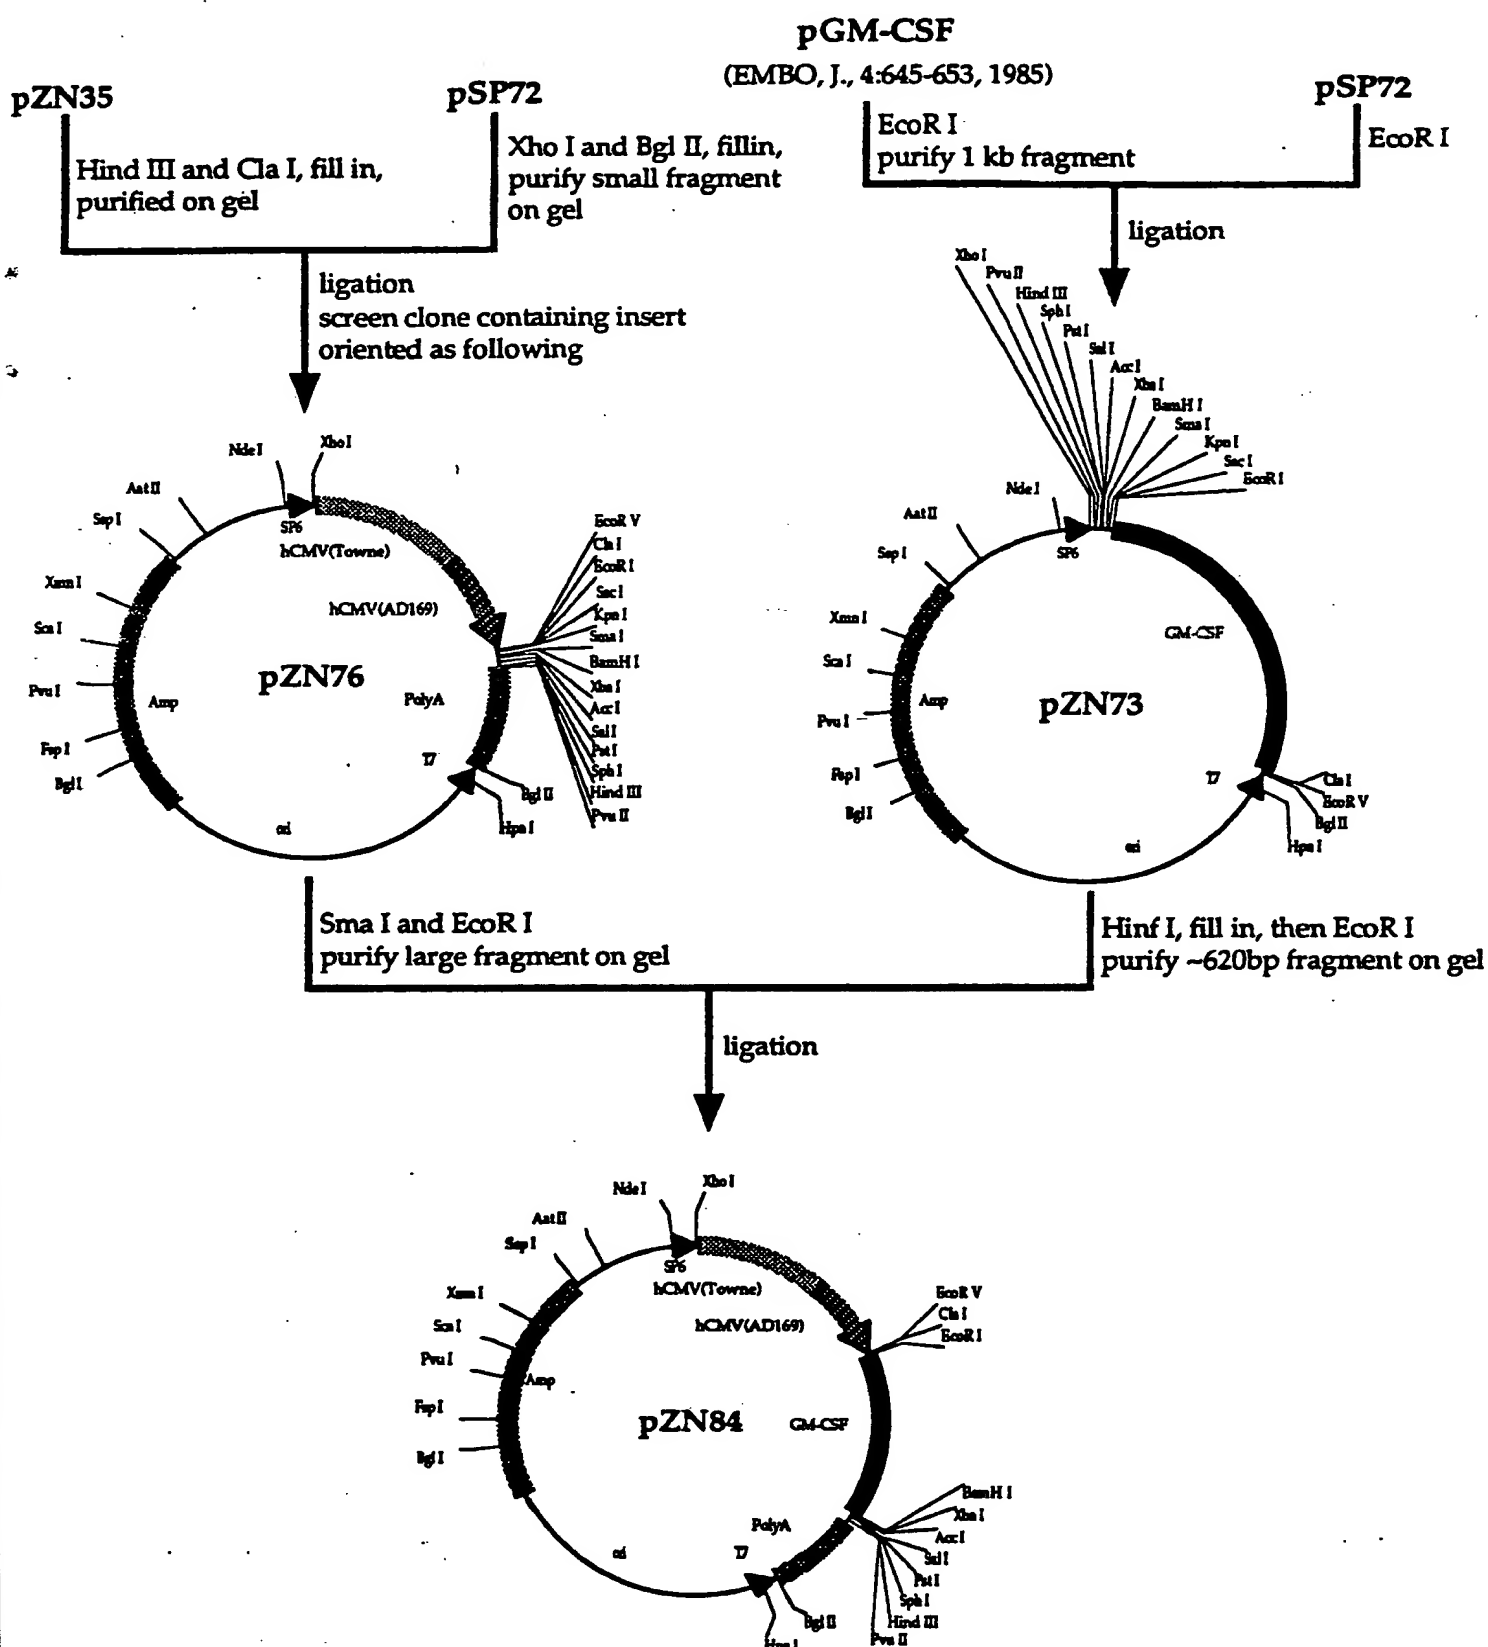 pGM-CSF
(EMBO, J., 4:645-653, 1985)
pZN35
pSP72
pSP72
Hind III and Cla I, fill in,
purified on gel
Xho I and Bgl II, fillin,
purify small fragment
on gel
EcoR I
purify 1 kb fragment
EcoR I
ligation
screen clone containing insert
oriented as following
ligation
Nde I
Xho I
Aat II
Ssp I
Xmn I
Sca I
Pvu I
Fsp I
Bgl I
SP6
hCMV(Towne)
hCMV(AD169)
pZN76
Amp
PolyA
T7
ori
EcoR V
Cla I
EcoR I
Sac I
Kpn I
Sma I
BamH I
Xba I
Acc I
Sal I
Pst I
Sph I
Hind III
Pvu II
Bgl II
Hpa I
Xho I
Pvu II
Hind III
Sph I
Pst I
Sal I
Acc I
Xba I
BamH I
Sma I
Kpn I
Sac I
EcoR I
Nde I
Aat II
Ssp I
Xmn I
Sca I
Pvu I
Fsp I
Bgl I
SP6
GM-CSF
pZN73
Amp
T7
ori
Cla I
EcoR V
Bgl II
Hpa I
Sma I and EcoR I
purify large fragment on gel
Hinf I, fill in, then EcoR I
purify ~620bp fragment on gel
ligation
Nde I
Xho I
Aat II
Ssp I
Xmn I
Sca I
Pvu I
Fsp I
Bgl I
SP6
hCMV(Towne)
hCMV(AD169)
Amp
pZN84
GM-CSF
PolyA
T7
ori
EcoR V
Cla I
EcoR I
BamH I
Xba I
Acc I
Sal I
Pst I
Sph I
Hind III
Pvu II
Bgl II
Hpa I